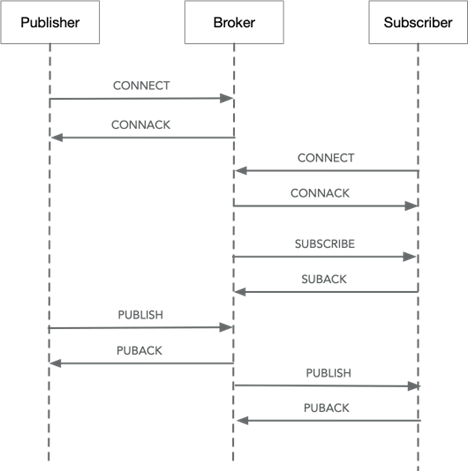 Publisher
Broker
Subscriber
CONNECT
CONNACK
CONNECT
CONNACK
SUBSCRIBE
SUBACK
PUBLISH
PUBACK
PUBLISH
PUBACK